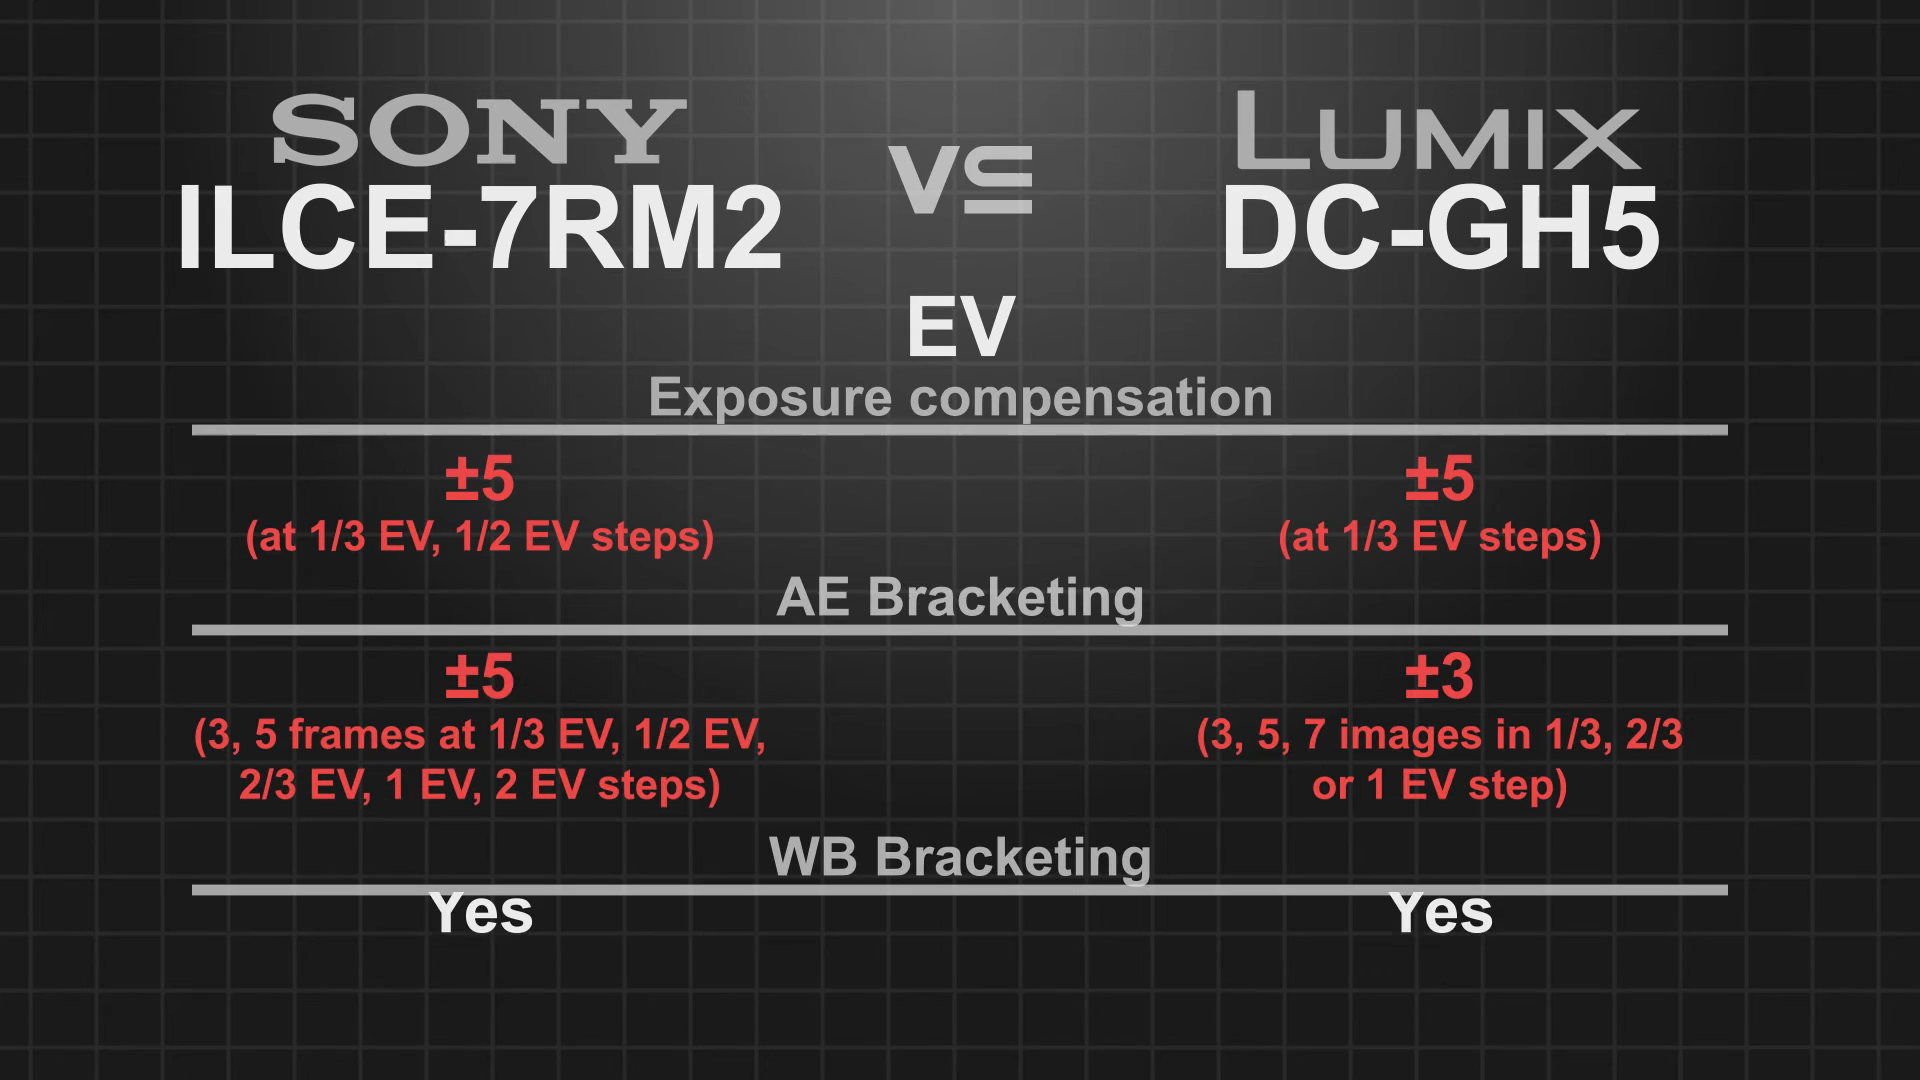 SONY VS LUMIX
ILCE-7RM2 DC-GH5
EV
Exposure compensation
±5 ±5
(at 1/3 EV, 1/2 EV steps) (at 1/3 EV steps)
AE Bracketing
±5 ±3
(3, 5 frames at 1/3 EV, 1/2 EV, (3, 5, 7 images in 1/3, 2/3
2/3 EV, 1 EV, 2 EV steps) or 1 EV step)
WB Bracketing
Yes Yes